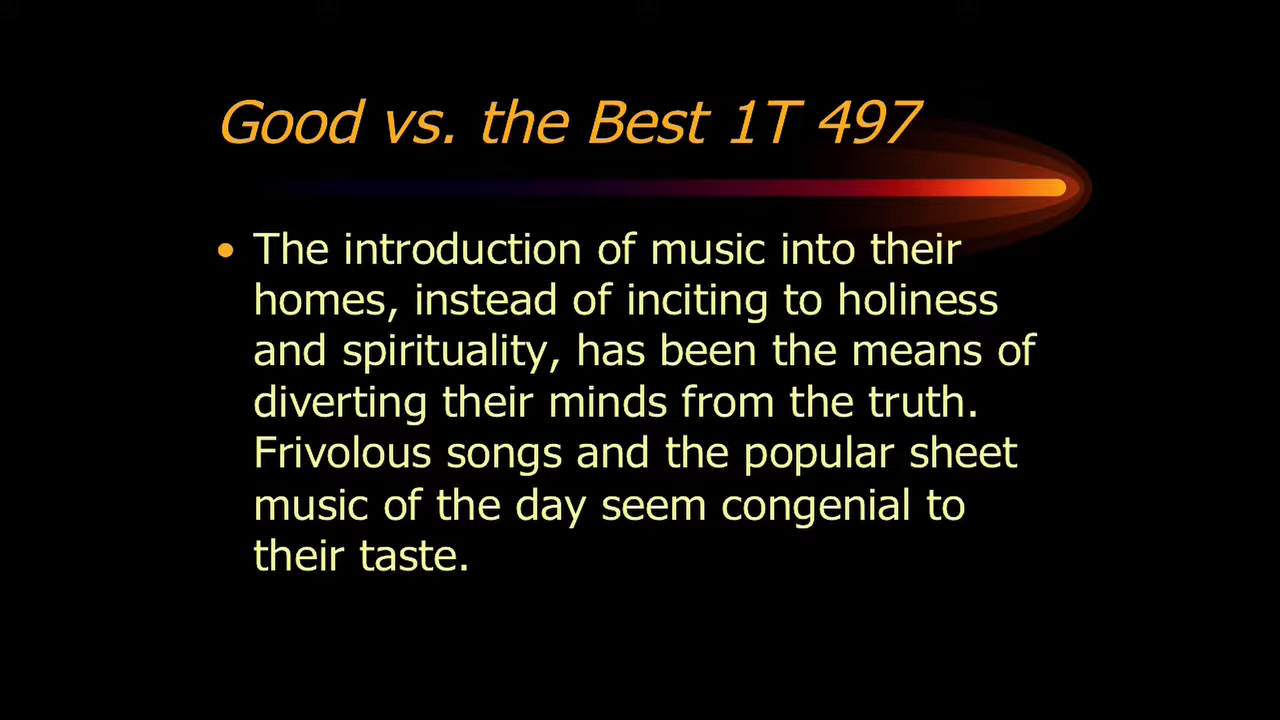 Good vs. the Best 1T 497
• The introduction of music into their
homes, instead of inciting to holiness
and spirituality, has been the means of
diverting their minds from the truth.
Frivolous songs and the popular sheet
music of the day seem congenial to
their taste.